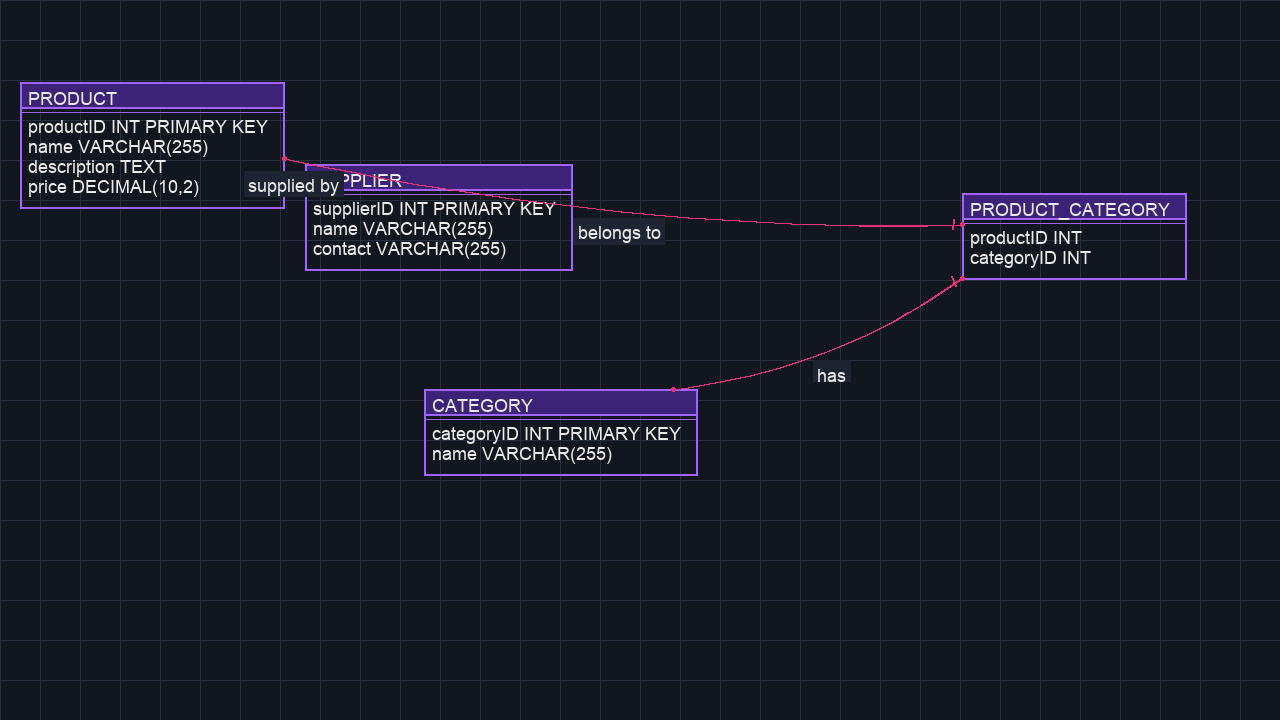 PRODUCT
productID INT PRIMARY KEY
name VARCHAR(255)
description TEXT
price DECIMAL(10,2)
supplied by
PPLIER
supplierID INT PRIMARY KEY
name VARCHAR(255)
contact VARCHAR(255)
belongs to
PRODUCT_CATEGORY
productID INT
categoryID INT
has
CATEGORY
categoryID INT PRIMARY KEY
name VARCHAR(255)